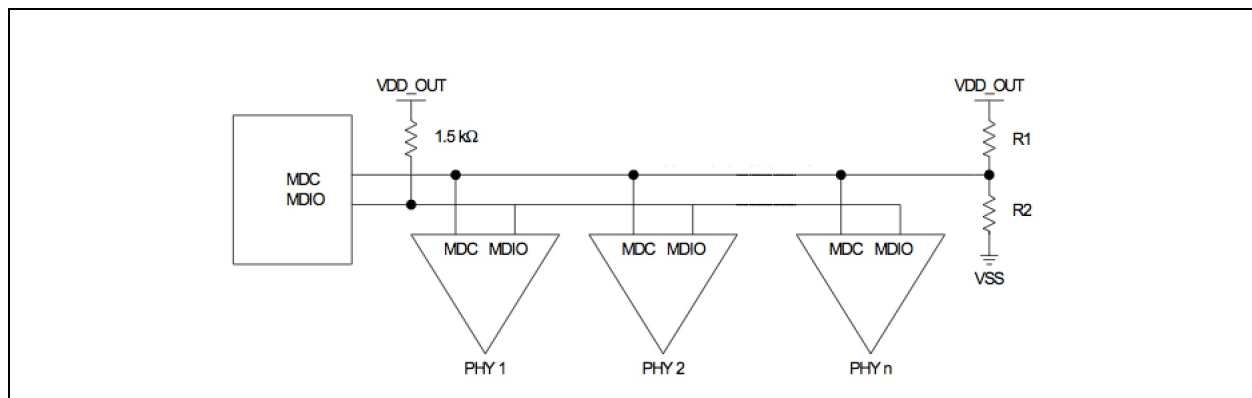 VDD_OUT
VDD_OUT
1.5 kΩ
R1
MDC
MDIO
R2
MDC MDIO
MDC MDIO
MDC MDIO
VSS
PHY 1
PHY 2
PHY n